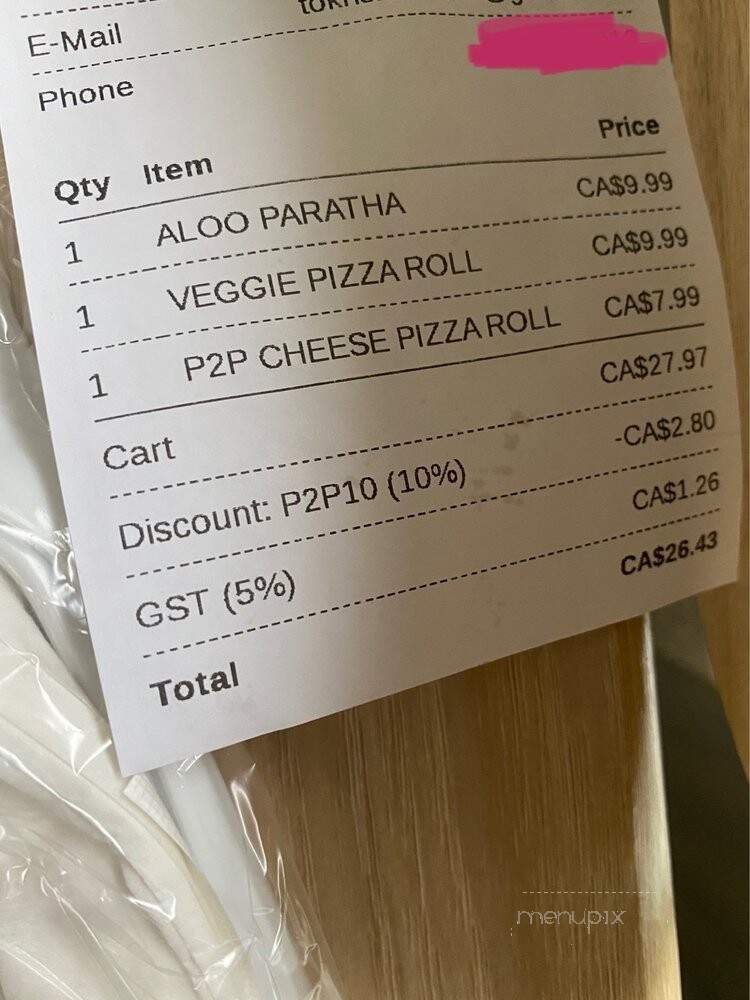 E-Mail
Phone
Qty Item Price
1 ALOO PARATHA CA$9.99
1 VEGGIE PIZZA ROLL CA$9.99
1 P2P CHEESE PIZZA ROLL CA$7.99
Cart CA$27.97
Discount: P2P10 (10%) -CA$2.80
GST (5%) CA$1.26
Total CA$26.43
menupix